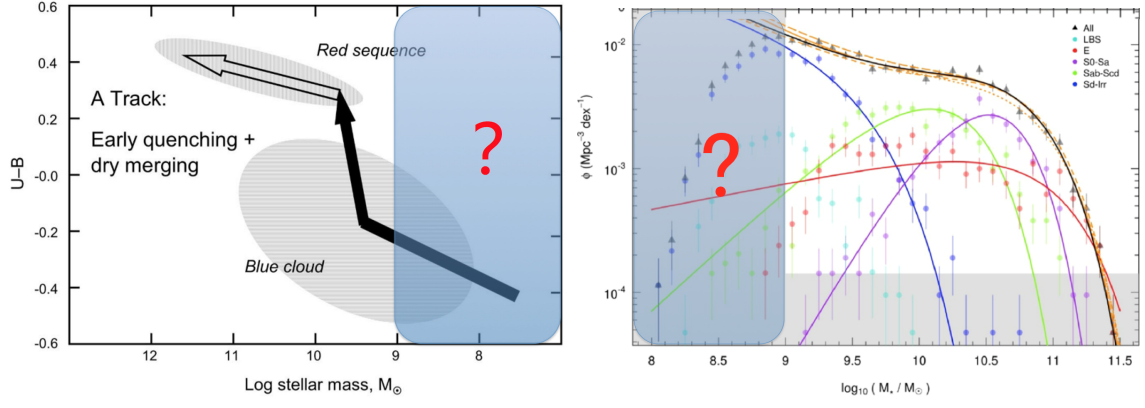 0.6
0.4
0.2
-0.0
-0.2
-0.4
-0.6
U–B
Red sequence
A Track:
Early quenching +
dry merging
Blue cloud
?
12
11
10
9
8
Log stellar mass, M⊙
10⁻²
10⁻³
10⁻⁴
ϕ (Mpc⁻³ dex⁻¹)
?
All
LBS
E
S0-Sa
Sab-Scd
Sd-Irr
8
8.5
9
9.5
10
10.5
11
11.5
log₁₀ ( M⁎ / M⊙ )